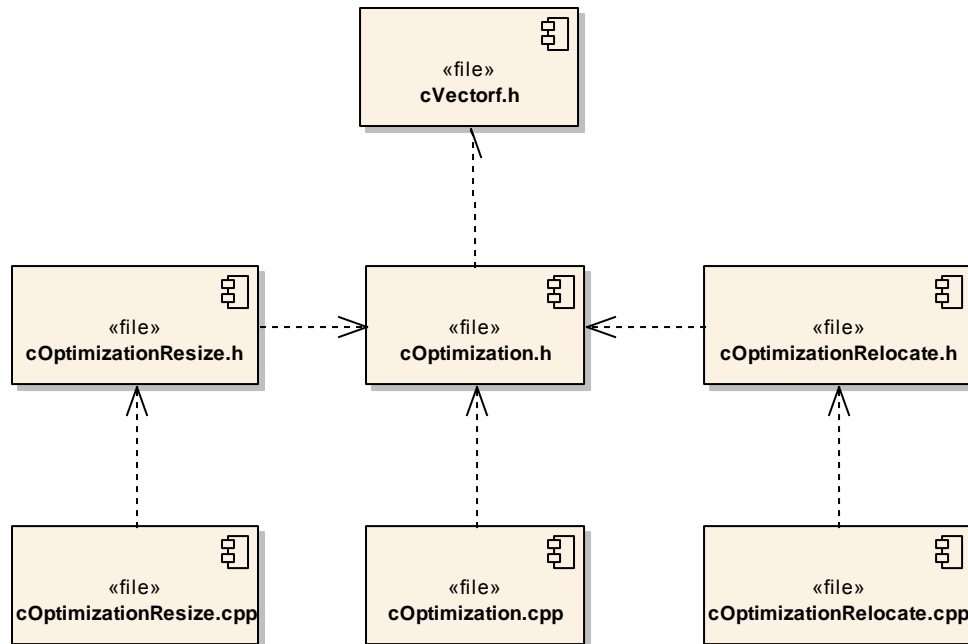 «file»
cVectorf.h
«file»
cOptimizationResize.h
«file»
cOptimization.h
«file»
cOptimizationRelocate.h
«file»
cOptimizationResize.cpp
«file»
cOptimization.cpp
«file»
cOptimizationRelocate.cpp